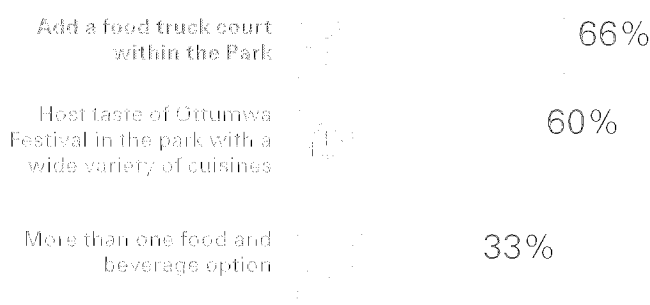 Add a food truck court
within the Park
66%
Host taste of Ottumwa
Festival in the park with a
wide variety of cuisines
60%
More than one food and
beverage option
33%